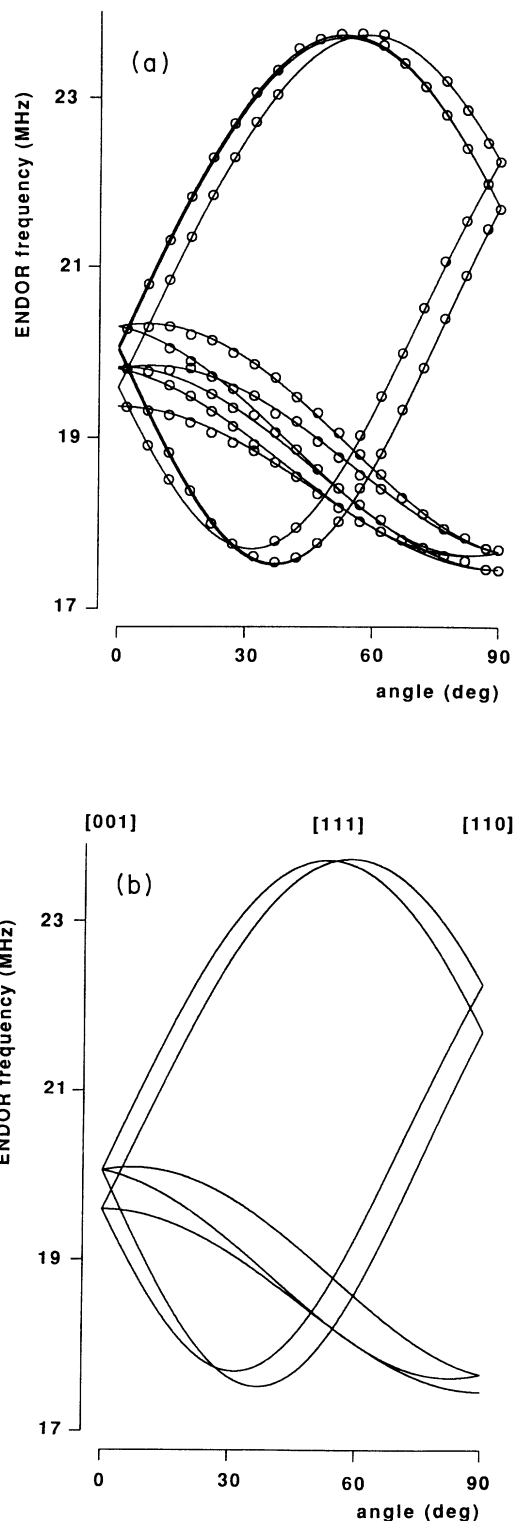 (a)
ENDOR frequency (MHz)
23
21
19
17
0 30 60 90
angle (deg)
[001] [111] [110]
(b)
ENDOR frequency (MHz)
23
21
19
17
0 30 60 90
angle (deg)